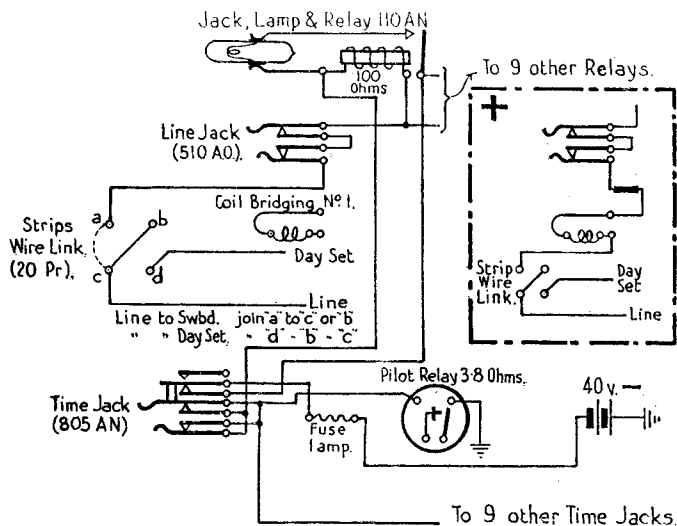 Jack, Lamp & Relay 110 AN
100
Ohms
To 9 other Relays.
+
Line Jack
(510 A.O.)
Coil Bridging No. 1.
a
b
Strips
Wire Link.
(20 Pr).
c
d
Day Set
Line
Line to Swbd. join "a" to "c" or "b"
" " Day Set. " "d" - "b" - "c"
Strip
Wire
Link.
Day
Set
Line
Pilot Relay 3·8 Ohms.
Time Jack
(805 AN)
Fuse
1 amp.
+
40 v. –
To 9 other Time Jacks.